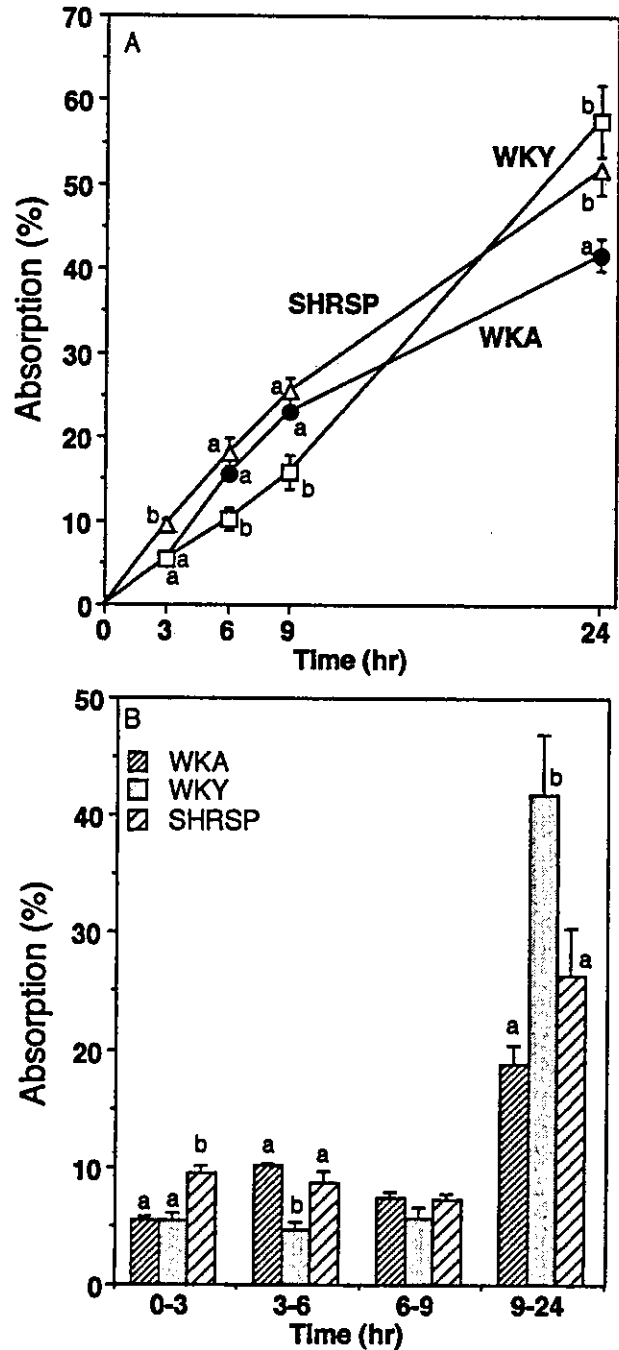 A
70
60
50
40
30
20
10
0
Absorption (%)
b
WKY
b
a
SHRSP
WKA
a
a
a
a
b
b
b
a
a
0 3 6 9 24
Time (hr)
B
50
40
30
20
10
0
Absorption (%)
WKA
WKY
SHRSP
a a b
a b a
a b a
0-3 3-6 6-9 9-24
Time (hr)